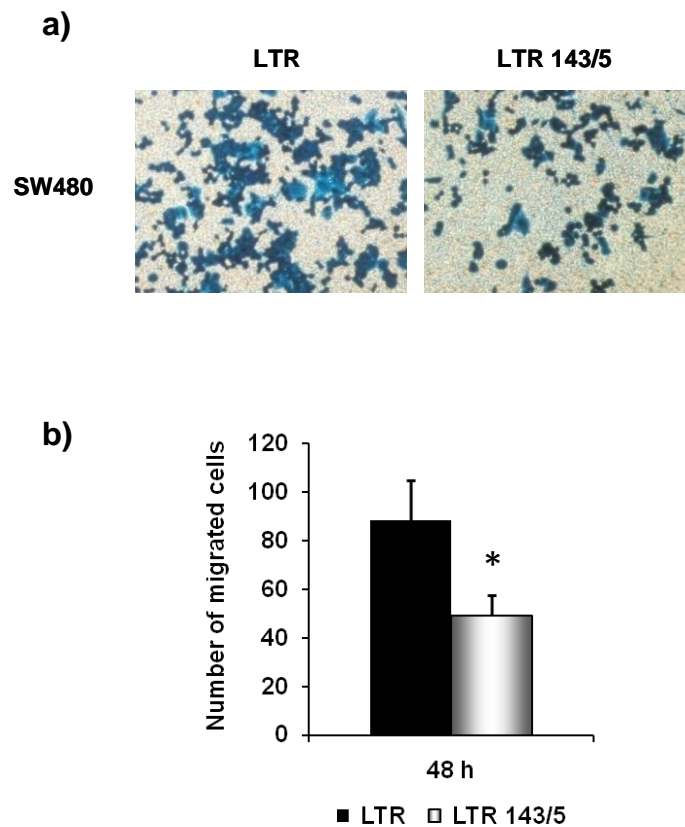 a)
LTR
LTR 143/5
SW480
b)
Number of migrated cells
120
100
80
60
40
20
0
*
48 h
LTR
LTR 143/5